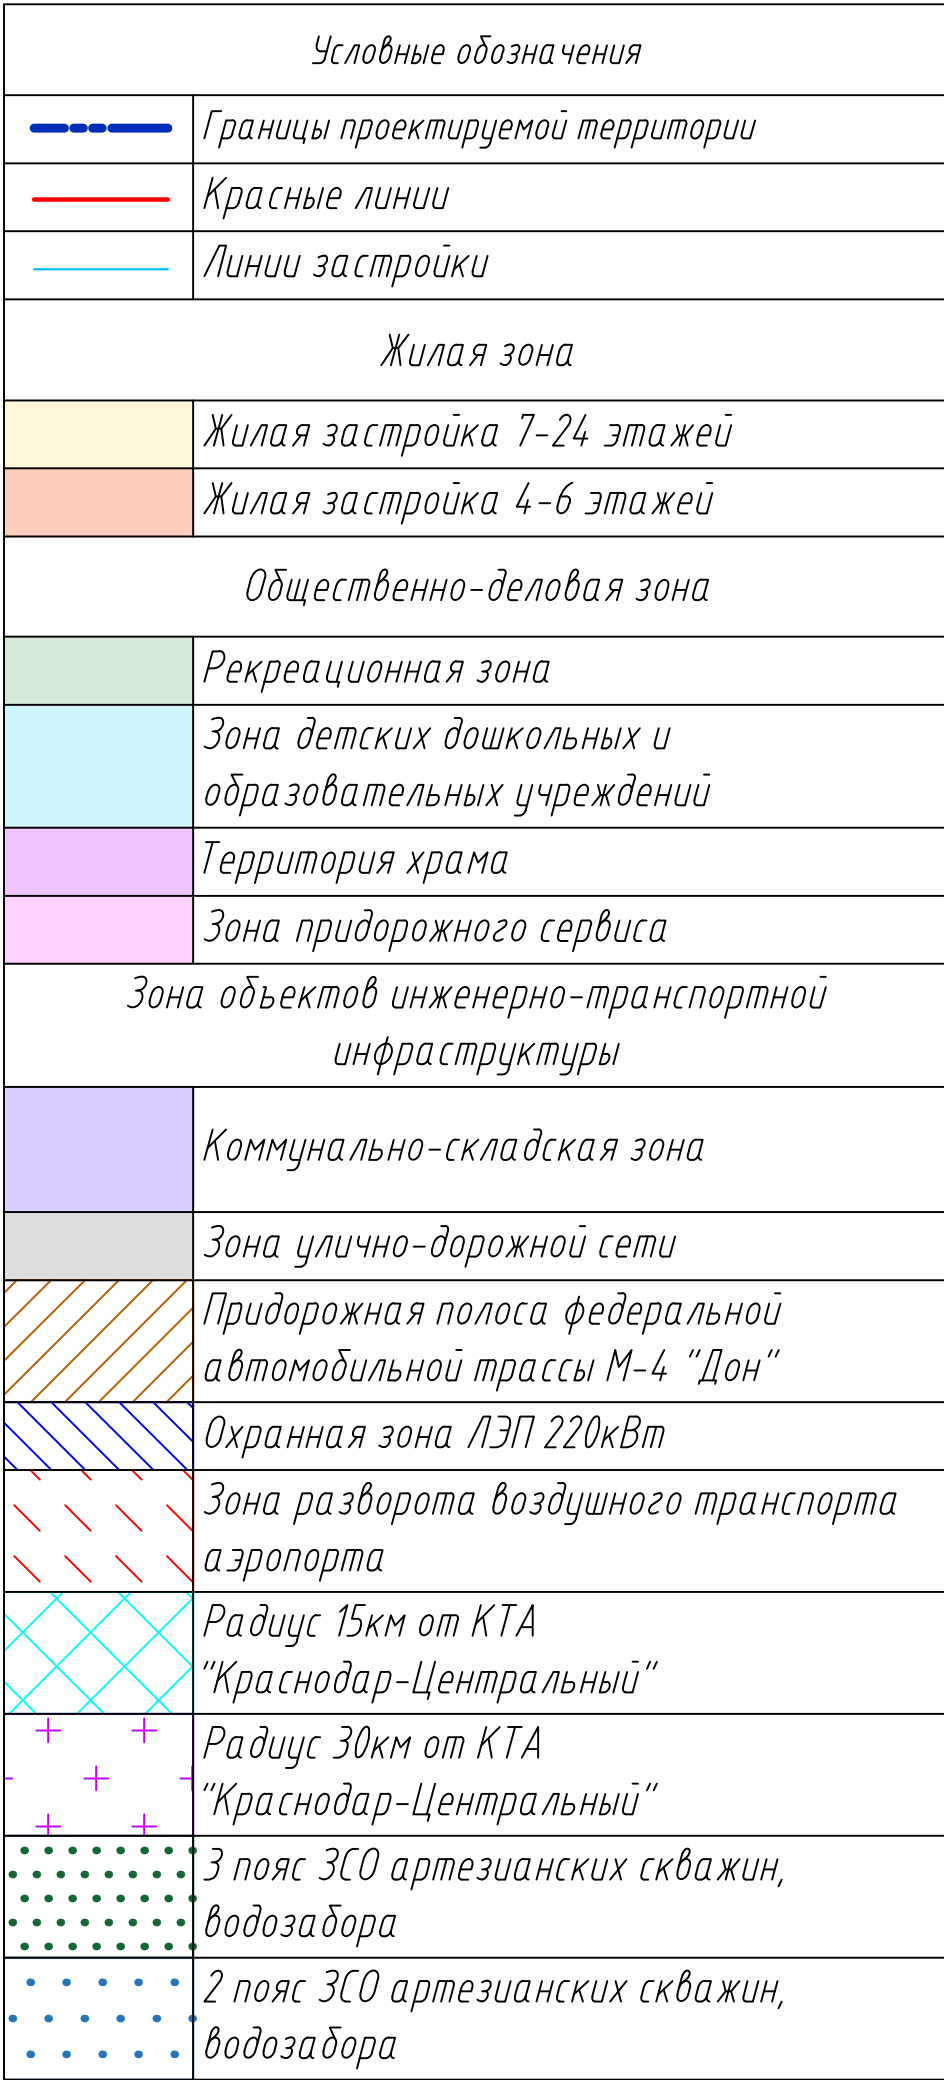 Условные обозначения
Границы проектируемой территории
Красные линии
Линии застройки
Жилая зона
Жилая застройка 7-24 этажей
Жилая застройка 4-6 этажей
Общественно-деловая зона
Рекреационная зона
Зона детских дошкольных и
образовательных учреждений
Территория храма
Зона придорожного сервиса
Зона объектов инженерно-транспортной
инфраструктуры
Коммунально-складская зона
Зона улично-дорожной сети
Придорожная полоса федеральной
автомобильной трассы М-4 "Дон"
Охранная зона ЛЭП 220кВт
Зона разворота воздушного транспорта
аэропорта
Радиус 15км от КТА
"Краснодар-Центральный"
Радиус 30км от КТА
"Краснодар-Центральный"
3 пояс ЗСО артезианских скважин,
водозабора
2 пояс ЗСО артезианских скважин,
водозабора